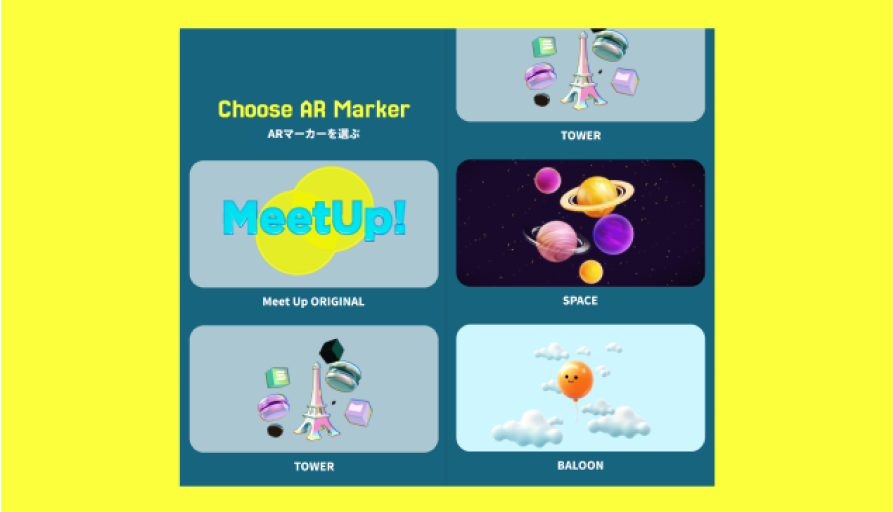 Choose AR Marker
ARマーカーを選ぶ
MeetUp!
Meet Up ORIGINAL
TOWER
TOWER
SPACE
BALOON